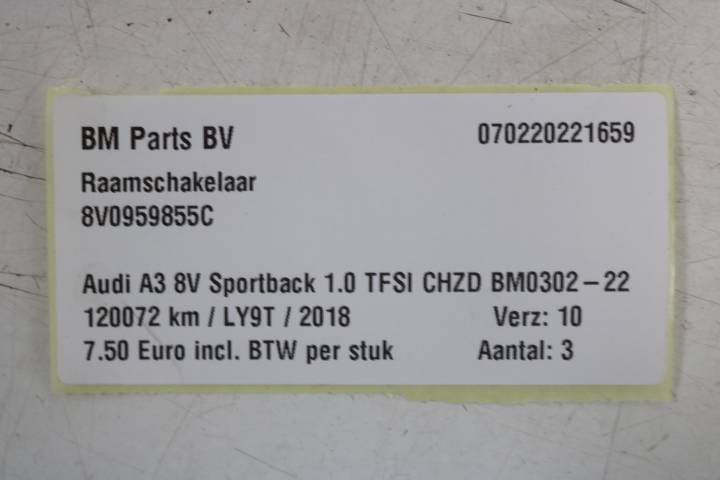 BM Parts BV 070220221659
Raamschakelaar
8V0959855C
Audi A3 8V Sportback 1.0 TFSI CHZD BM0302-22
120072 km / LY9T / 2018 Verz: 10
7.50 Euro incl. BTW per stuk Aantal: 3